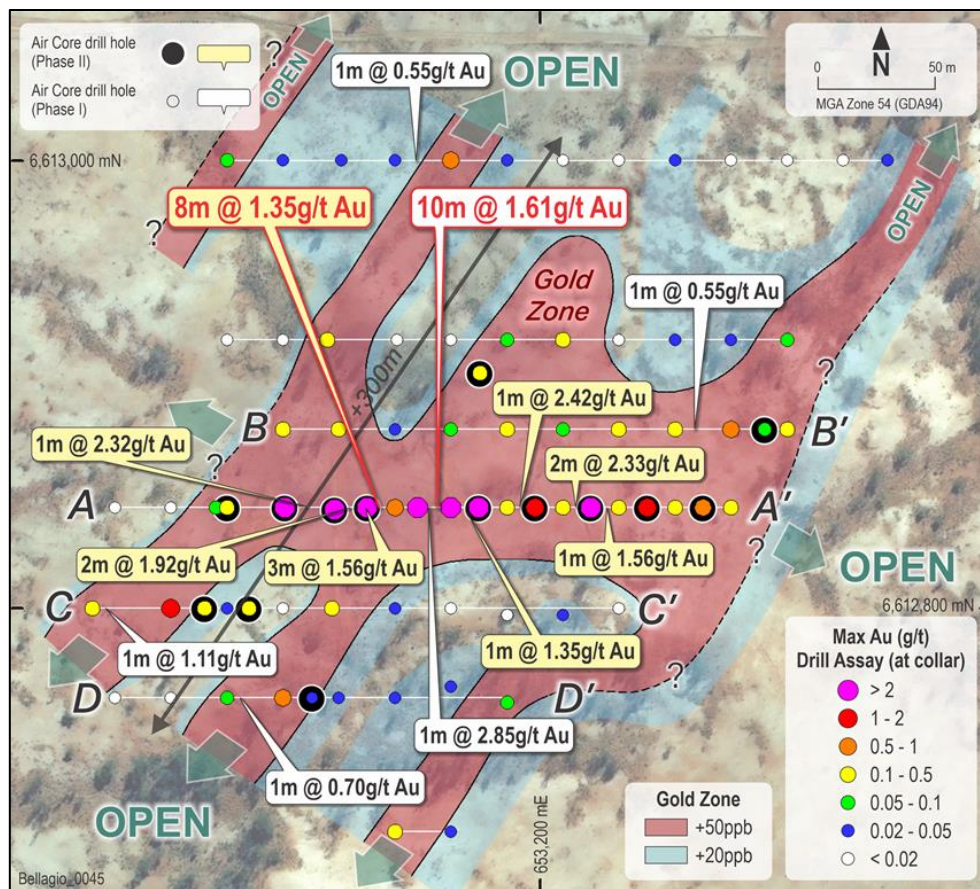 Air Core drill hole
(Phase II)
Air Core drill hole
(Phase I)
?
OPEN
1m @ 0.55g/t Au
OPEN
N
0 50 m
MGA Zone 54 (GDA94)
6,613,000 mN
8m @ 1.35g/t Au
10m @ 1.61g/t Au
OPEN
?
Gold
Zone
1m @ 0.55g/t Au
+300m
?
1m @ 2.42g/t Au
B
B′
1m @ 2.32g/t Au
?
2m @ 2.33g/t Au
A
A′
2m @ 1.92g/t Au
3m @ 1.56g/t Au
1m @ 1.56g/t Au
?
OPEN
C
C′
6,612,800 mN
1m @ 1.11g/t Au
1m @ 1.35g/t Au
?
D
D′
1m @ 2.85g/t Au
1m @ 0.70g/t Au
OPEN
653,200 mE
Max Au (g/t)
Drill Assay (at collar)
> 2
1 - 2
0.5 - 1
0.1 - 0.5
0.05 - 0.1
0.02 - 0.05
< 0.02
Gold Zone
+50ppb
+20ppb
Bellagio_0045